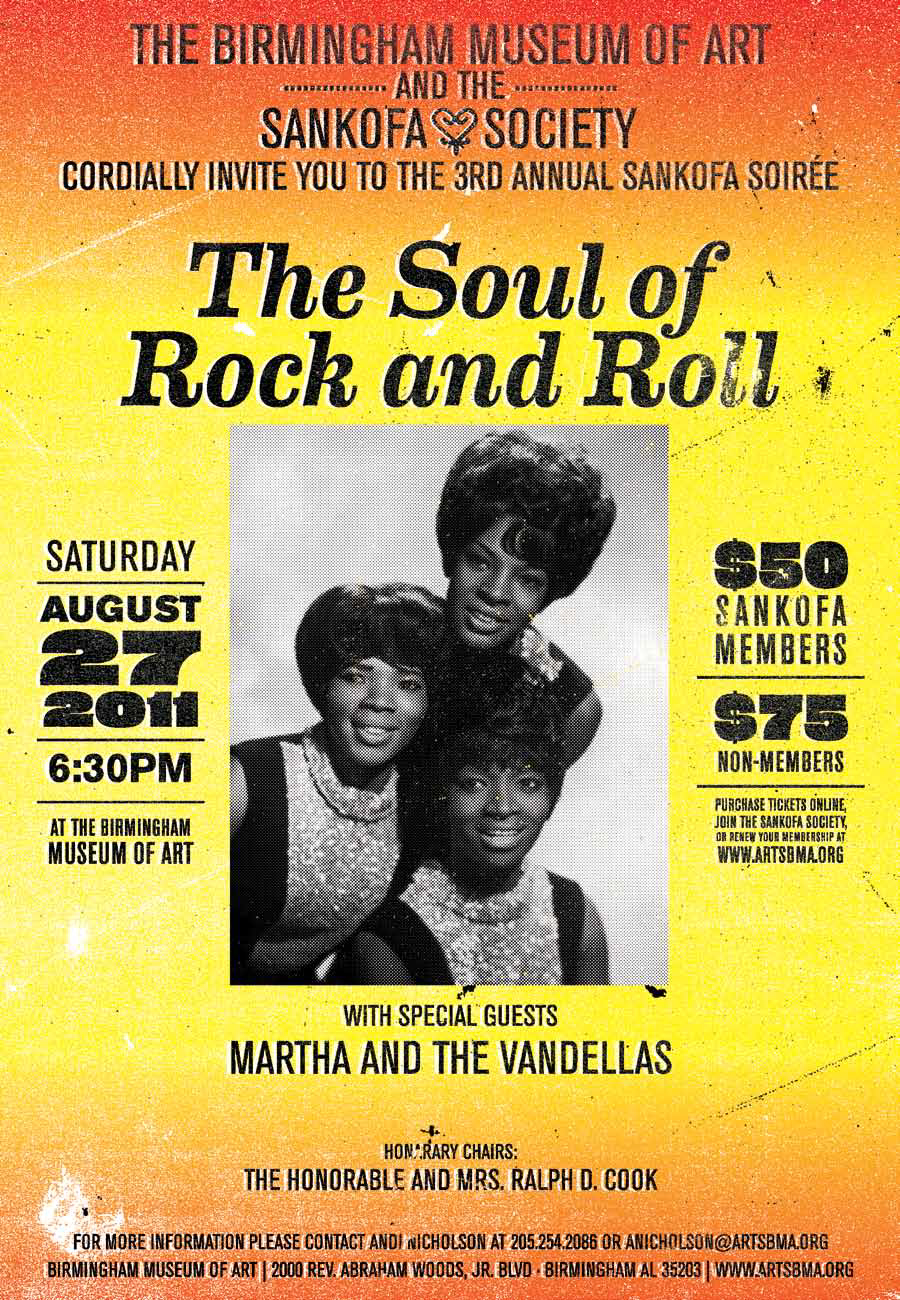 THE BIRMINGHAM MUSEUM OF ART
AND THE
SANKOFA SOCIETY
CORDIALLY INVITE YOU TO THE 3RD ANNUAL SANKOFA SOIRÉE
The Soul of
Rock and Roll
SATURDAY
AUGUST
27
2011
6:30PM
AT THE BIRMINGHAM
MUSEUM OF ART
$50
SANKOFA
MEMBERS
$75
NON-MEMBERS
PURCHASE TICKETS ONLINE,
JOIN THE SANKOFA SOCIETY,
OR RENEW YOUR MEMBERSHIP AT
WWW.ARTSBMA.ORG
WITH SPECIAL GUESTS
MARTHA AND THE VANDELLAS
HONARARY CHAIRS:
THE HONORABLE AND MRS. RALPH D. COOK
FOR MORE INFORMATION PLEASE CONTACT ANDI NICHOLSON AT 205.254.2086 OR ANICHOLSON@ARTSBMA.ORG
BIRMINGHAM MUSEUM OF ART | 2000 REV. ABRAHAM WOODS, JR. BLVD · BIRMINGHAM AL 35203 | WWW.ARTSBMA.ORG